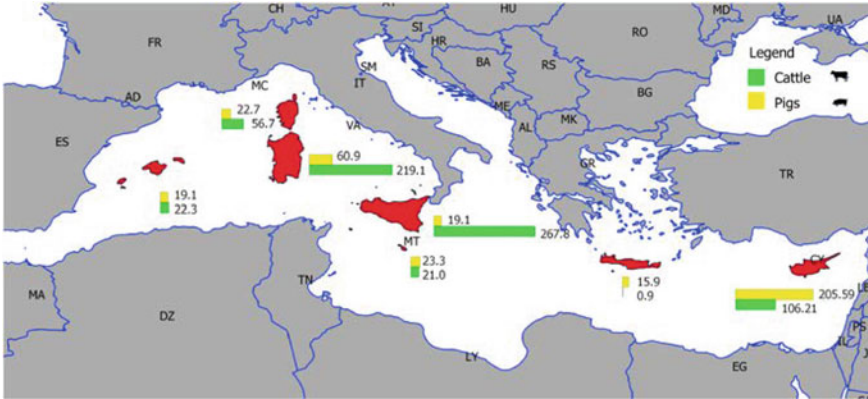 CH
AT
HU
MD
UA
FR
SI
HR
RO
SM
BA
RS
Legend
MC
IT
Cattle
AD
ME
BG
Pigs
22.7
56.7
VA
AL
MK
ES
60.9
219.1
GR
TR
19.1
22.3
19.1
267.8
MT
CY
23.3
21.0
TN
15.9
0.9
205.59
106.21
LE
MA
DZ
PS
IL
LY
EG